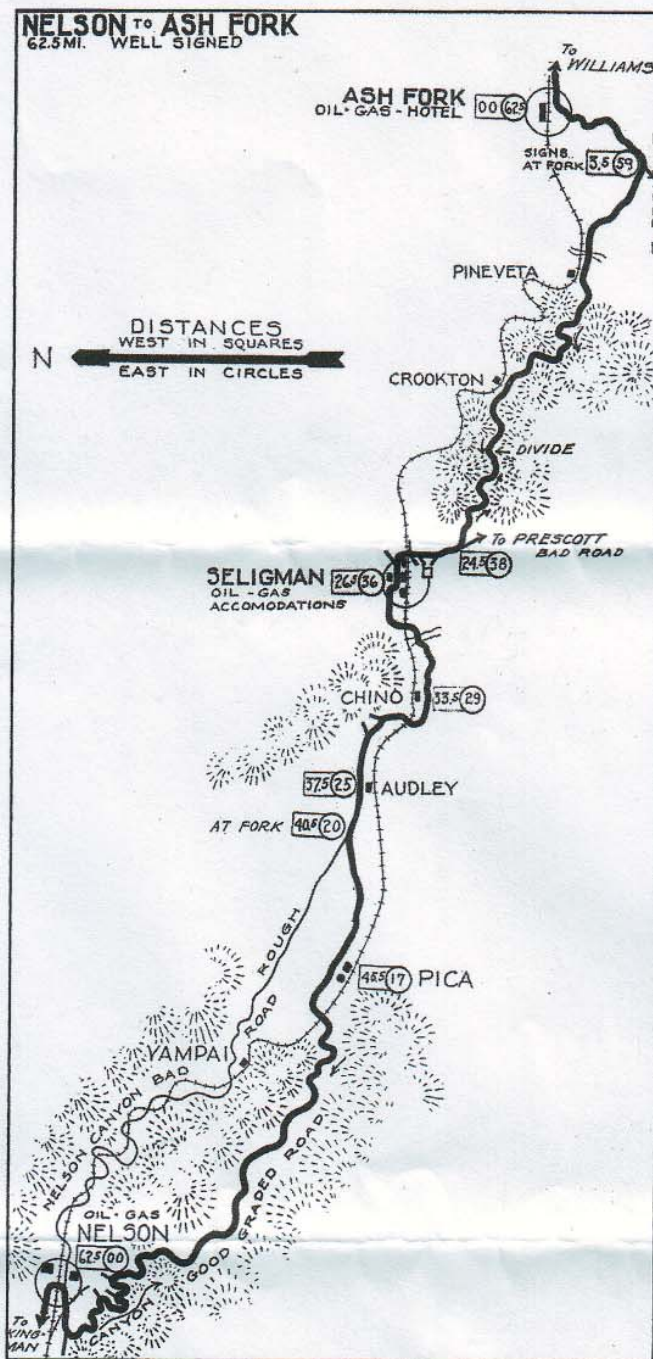 NELSON TO ASH FORK
62.5 MI. WELL SIGNED
To
WILLIAMS
ASH FORK
OIL-GAS-HOTEL
00 62.5
SIGNS
AT FORK
3.5 59
PINEVETA
DISTANCES
WEST IN SQUARES
N
EAST IN CIRCLES
CROOKTON
DIVIDE
To PRESCOTT
BAD ROAD
24.5 38
SELIGMAN
OIL-GAS
ACCOMODATIONS
26.5 36
CHINO
33.5 29
37.5 25
AUDLEY
AT FORK
40.5 20
ROUGH
ROAD
45.5 17
PICA
YAMPAI
NELSON CANYON BAD
OIL-GAS
NELSON
62.5 00
CANYON
GOOD GRADED ROAD
To
KING-
MAN